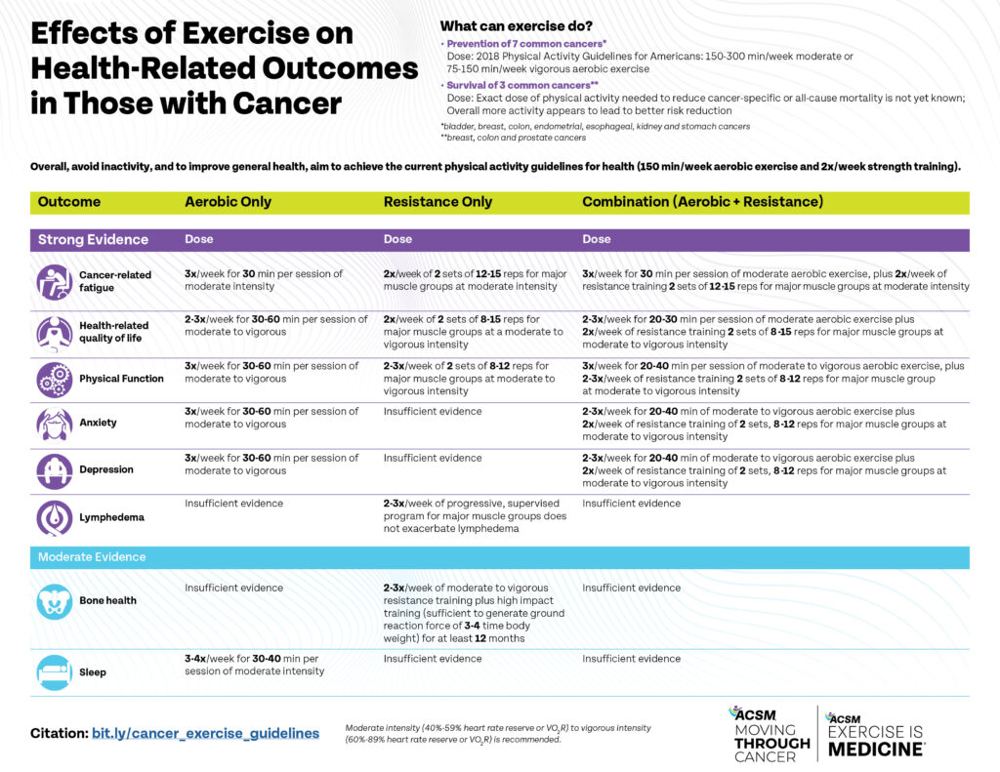 Effects of Exercise on
Health-Related Outcomes
in Those with Cancer
What can exercise do?
• Prevention of 7 common cancers*
Dose: 2018 Physical Activity Guidelines for Americans: 150-300 min/week moderate or
75-150 min/week vigorous aerobic exercise
• Survival of 3 common cancers**
Dose: Exact dose of physical activity needed to reduce cancer-specific or all-cause mortality is not yet known;
Overall more activity appears to lead to better risk reduction
*bladder, breast, colon, endometrial, esophageal, kidney and stomach cancers
**breast, colon and prostate cancers
Overall, avoid inactivity, and to improve general health, aim to achieve the current physical activity guidelines for health (150 min/week aerobic exercise and 2x/week strength training).
Outcome Aerobic Only Resistance Only Combination (Aerobic + Resistance)
Strong Evidence Dose Dose Dose
Cancer-related
fatigue
3x/week for 30 min per session of
moderate intensity
2x/week of 2 sets of 12-15 reps for major
muscle groups at moderate intensity
3x/week for 30 min per session of moderate aerobic exercise, plus 2x/week of
resistance training 2 sets of 12-15 reps for major muscle groups at moderate intensity
Health-related
quality of life
2-3x/week for 30-60 min per session of
moderate to vigorous
2x/week of 2 sets of 8-15 reps for
major muscle groups at a moderate to
vigorous intensity
2-3x/week for 20-30 min per session of moderate aerobic exercise plus
2x/week of resistance training 2 sets of 8-15 reps for major muscle groups at
moderate to vigorous intensity
Physical Function
3x/week for 30-60 min per session of
moderate to vigorous
2-3x/week of 2 sets of 8-12 reps for
major muscle groups at moderate to
vigorous intensity
3x/week for 20-40 min per session of moderate to vigorous aerobic exercise, plus
2-3x/week of resistance training 2 sets of 8-12 reps for major muscle group
at moderate to vigorous intensity
Anxiety
3x/week for 30-60 min per session of
moderate to vigorous
Insufficient evidence
2-3x/week for 20-40 min of moderate to vigorous aerobic exercise plus
2x/week of resistance training of 2 sets, 8-12 reps for major muscle groups at
moderate to vigorous intensity
Depression
3x/week for 30-60 min per session of
moderate to vigorous
Insufficient evidence
2-3x/week for 20-40 min of moderate to vigorous aerobic exercise plus
2x/week of resistance training of 2 sets, 8-12 reps for major muscle groups at
moderate to vigorous intensity
Lymphedema
Insufficient evidence
2-3x/week of progressive, supervised
program for major muscle groups does
not exacerbate lymphedema
Insufficient evidence
Moderate Evidence
Bone health
Insufficient evidence
2-3x/week of moderate to vigorous
resistance training plus high impact
training (sufficient to generate ground
reaction force of 3-4 time body
weight) for at least 12 months
Insufficient evidence
Sleep
3-4x/week for 30-40 min per
session of moderate intensity
Insufficient evidence
Insufficient evidence
Citation: bit.ly/cancer_exercise_guidelines
Moderate intensity (40%-59% heart rate reserve or VO2R) to vigorous intensity
(60%-89% heart rate reserve or VO2R) is recommended.
ACSM
MOVING
THROUGH
CANCER
ACSM
EXERCISE IS
MEDICINE